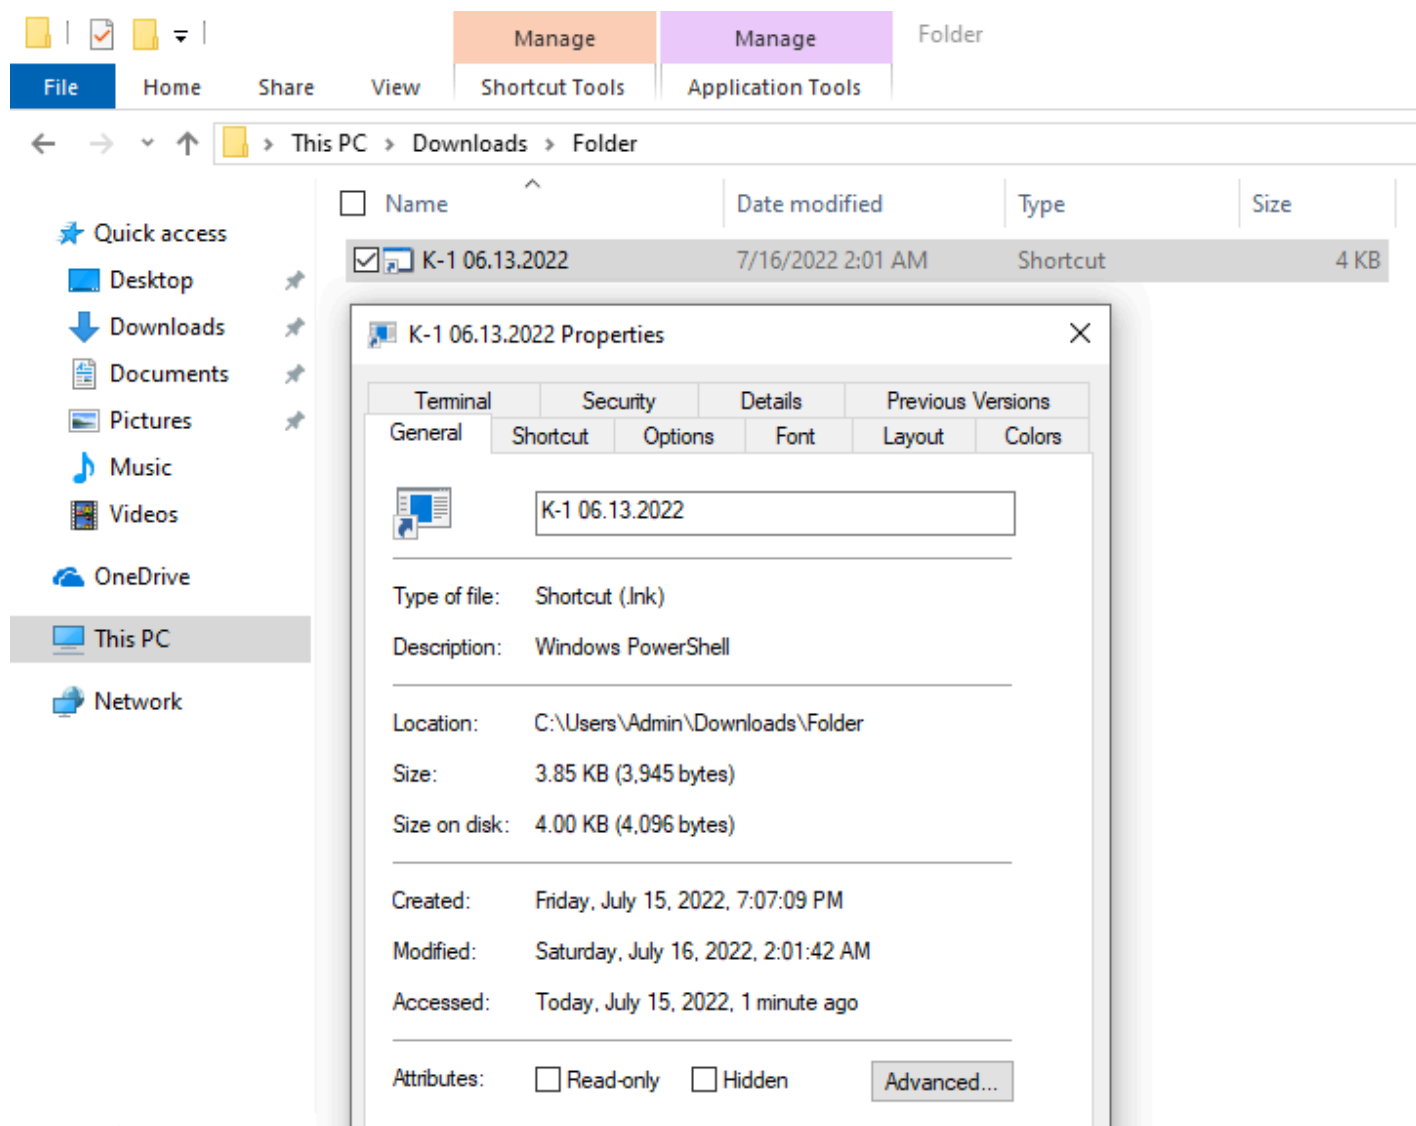 Manage Manage Folder
File Home Share View Shortcut Tools Application Tools
This PC > Downloads > Folder
Name Date modified Type Size
K-1 06.13.2022 7/16/2022 2:01 AM Shortcut 4 KB
Quick access
Desktop
Downloads
Documents
Pictures
Music
Videos
OneDrive
This PC
Network
K-1 06.13.2022 Properties
Terminal Security Details Previous Versions
General Shortcut Options Font Layout Colors
K-1 06.13.2022
Type of file: Shortcut (.lnk)
Description: Windows PowerShell
Location: C:\Users\Admin\Downloads\Folder
Size: 3.85 KB (3,945 bytes)
Size on disk: 4.00 KB (4,096 bytes)
Created: Friday, July 15, 2022, 7:07:09 PM
Modified: Saturday, July 16, 2022, 2:01:42 AM
Accessed: Today, July 15, 2022, 1 minute ago
Attributes: Read-only Hidden Advanced...